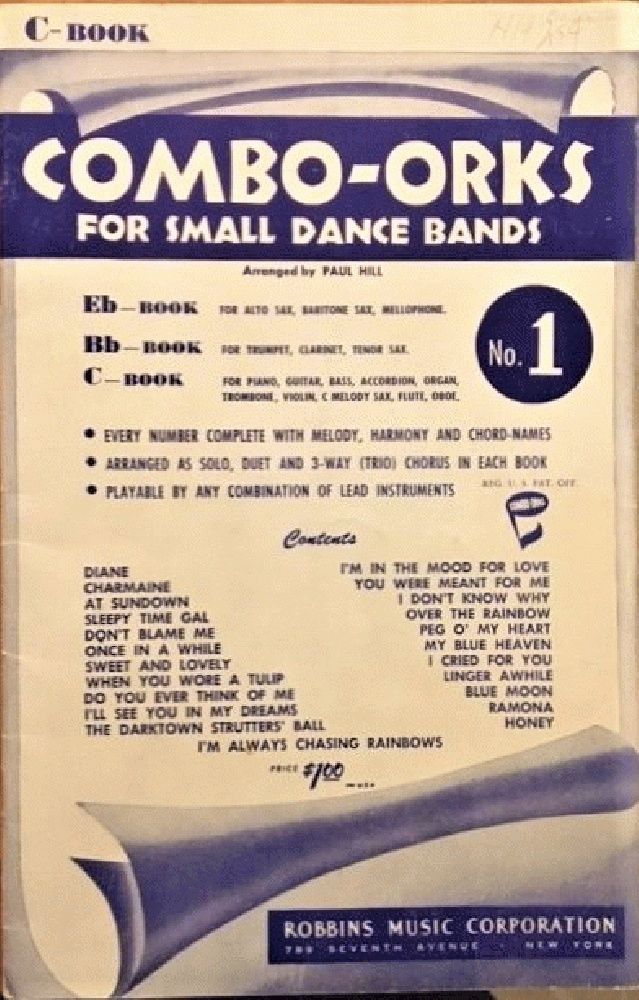 C-BOOK
COMBO-ORKS
FOR SMALL DANCE BANDS
Arranged by PAUL HILL
Eb—BOOK FOR ALTO SAX, BARITONE SAX, MELLOPHONE.
Bb—BOOK FOR TRUMPET, CLARINET, TENOR SAX.
C—BOOK FOR PIANO, GUITAR, BASS, ACCORDION, ORGAN,
TROMBONE, VIOLIN, C MELODY SAX, FLUTE, OBOE.
No. 1
• EVERY NUMBER COMPLETE WITH MELODY, HARMONY AND CHORD-NAMES
• ARRANGED AS SOLO, DUET AND 3-WAY (TRIO) CHORUS IN EACH BOOK
• PLAYABLE BY ANY COMBINATION OF LEAD INSTRUMENTS
REG. U. S. PAT. OFF.
Contents
DIANE
CHARMAINE
AT SUNDOWN
SLEEPY TIME GAL
DON'T BLAME ME
ONCE IN A WHILE
SWEET AND LOVELY
WHEN YOU WORE A TULIP
DO YOU EVER THINK OF ME
I'LL SEE YOU IN MY DREAMS
THE DARKTOWN STRUTTERS' BALL
I'M IN THE MOOD FOR LOVE
YOU WERE MEANT FOR ME
I DON'T KNOW WHY
OVER THE RAINBOW
PEG O' MY HEART
MY BLUE HEAVEN
I CRIED FOR YOU
LINGER AWHILE
BLUE MOON
RAMONA
HONEY
I'M ALWAYS CHASING RAINBOWS
PRICE $1.00
ROBBINS MUSIC CORPORATION
799 SEVENTH AVENUE NEW YORK